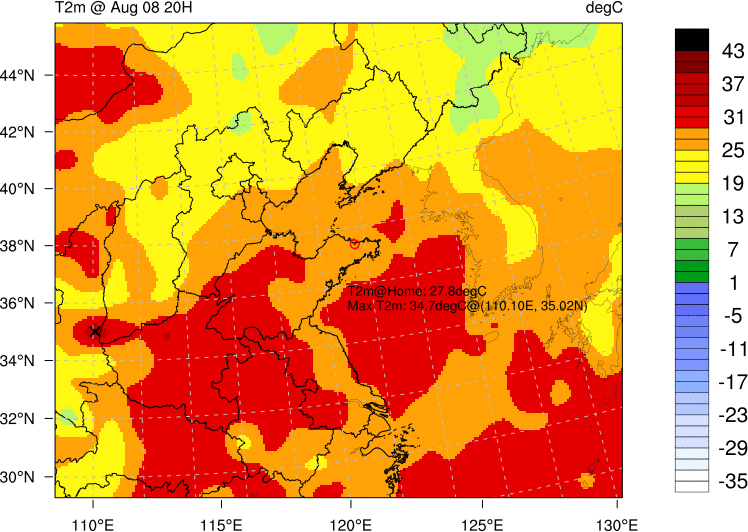 T2m @ Aug 08 20H
degC
44°N
42°N
40°N
38°N
36°N
34°N
32°N
30°N
T2m@Home: 27.8degC
Max T2m: 34.7degC@(110.10E, 35.02N)
110°E
115°E
120°E
125°E
130°E
43
37
31
25
19
13
7
1
-5
-11
-17
-23
-29
-35